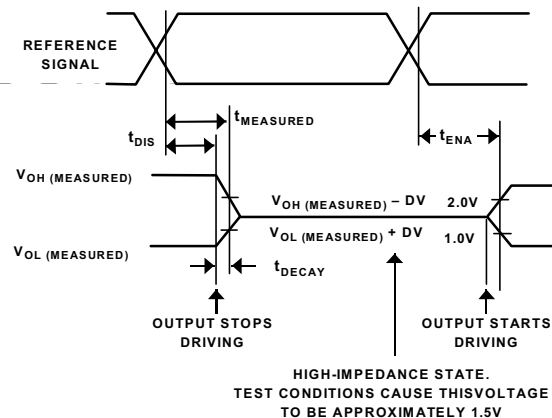 REFERENCE
SIGNAL
tMEASURED
tDIS
tENA
VOH (MEASURED)
VOH (MEASURED) – DV 2.0V
VOL (MEASURED) + DV 1.0V
VOL (MEASURED)
tDECAY
OUTPUT STOPS
DRIVING
OUTPUT STARTS
DRIVING
HIGH-IMPEDANCE STATE.
TEST CONDITIONS CAUSE THISVOLTAGE
TO BE APPROXIMATELY 1.5V